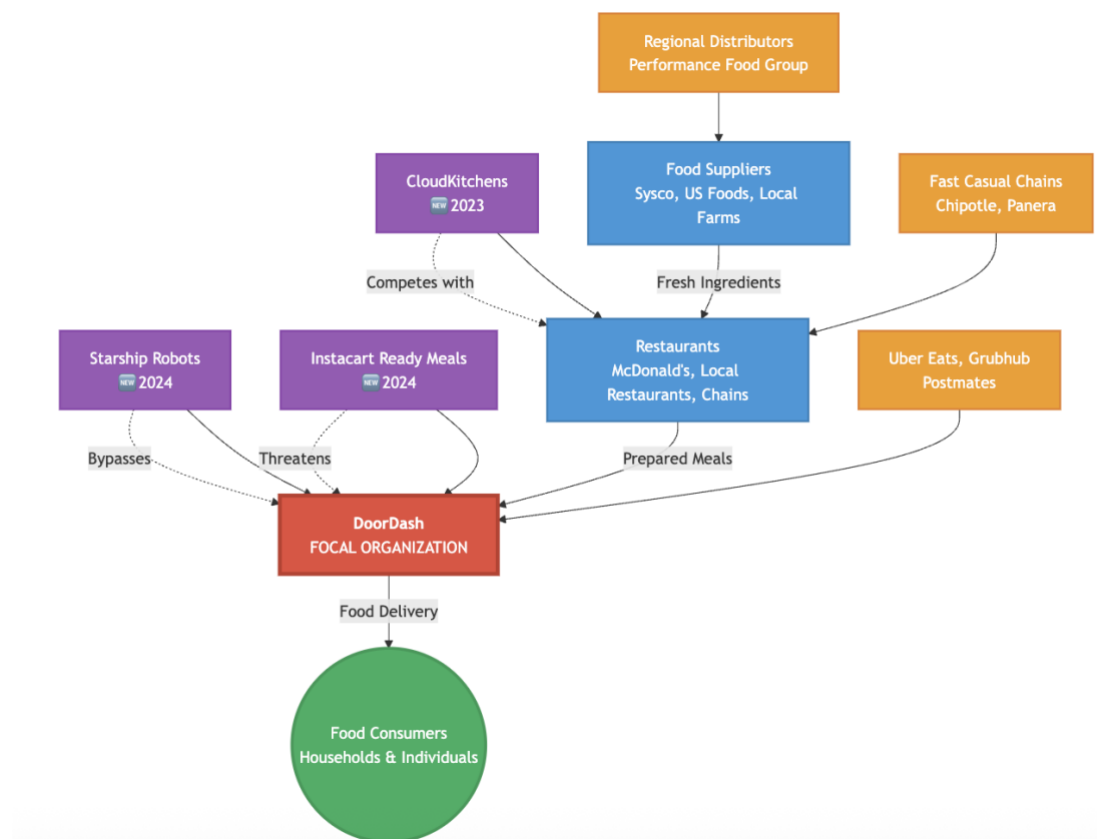 Regional Distributors
Performance Food Group
CloudKitchens
🆕 2023
Food Suppliers
Sysco, US Foods, Local
Farms
Fast Casual Chains
Chipotle, Panera
Competes with
Fresh Ingredients
Starship Robots
🆕 2024
Instacart Ready Meals
🆕 2024
Restaurants
McDonald's, Local
Restaurants, Chains
Uber Eats, Grubhub
Postmates
Bypasses
Threatens
Prepared Meals
DoorDash
FOCAL ORGANIZATION
Food Delivery
Food Consumers
Households & Individuals